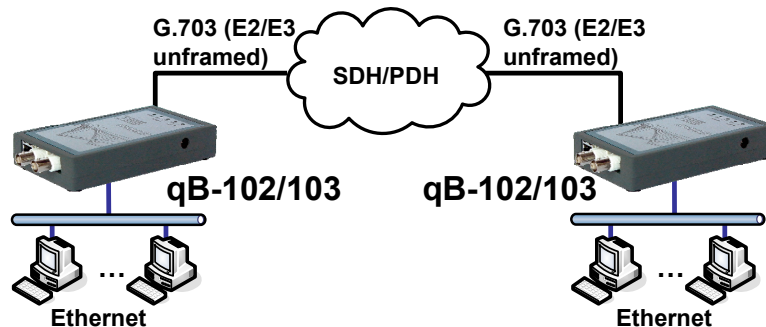 G.703 (E2/E3
unframed)
SDH/PDH
G.703 (E2/E3
unframed)
qB-102/103
qB-102/103
...
...
Ethernet
Ethernet